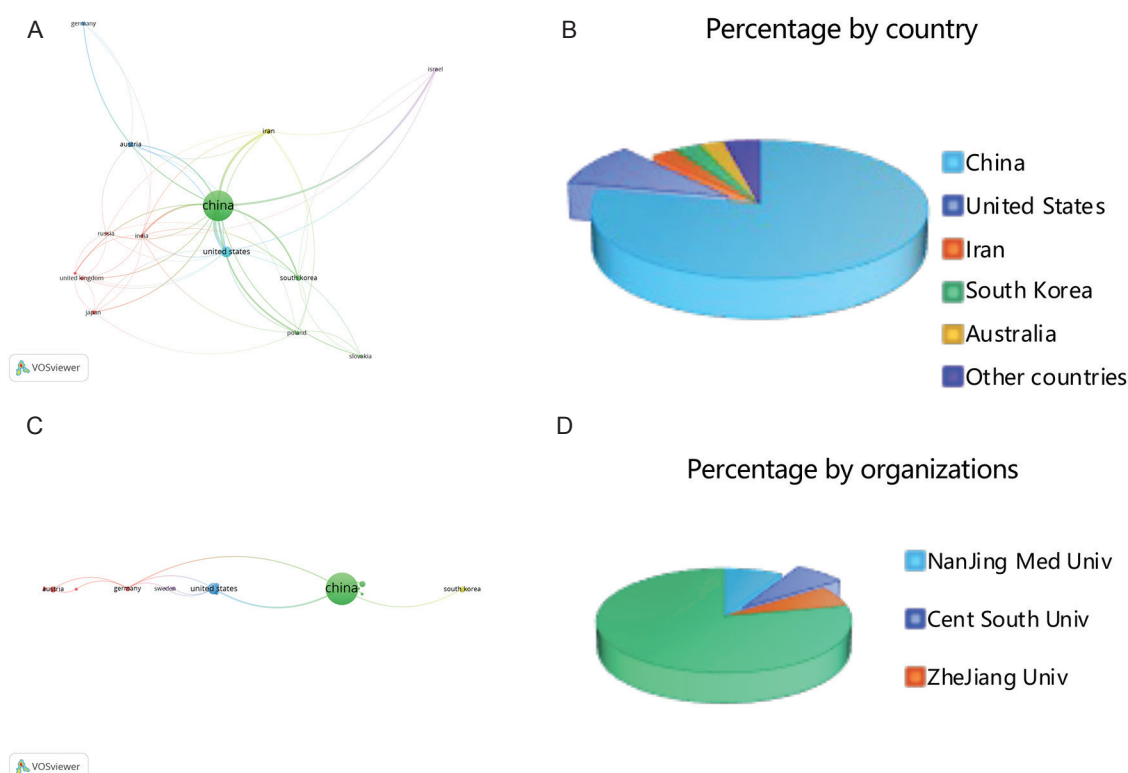 A
germany
israel
iran
austria
china
russia
india
united states
united kingdom
south korea
japan
poland
slovakia
VOSviewer
B
Percentage by country
China
United States
Iran
South Korea
Australia
Other countries
C
austria
germany
sweden
united states
china
south korea
VOSviewer
D
Percentage by organizations
NanJing Med Univ
Cent South Univ
ZheJiang Univ